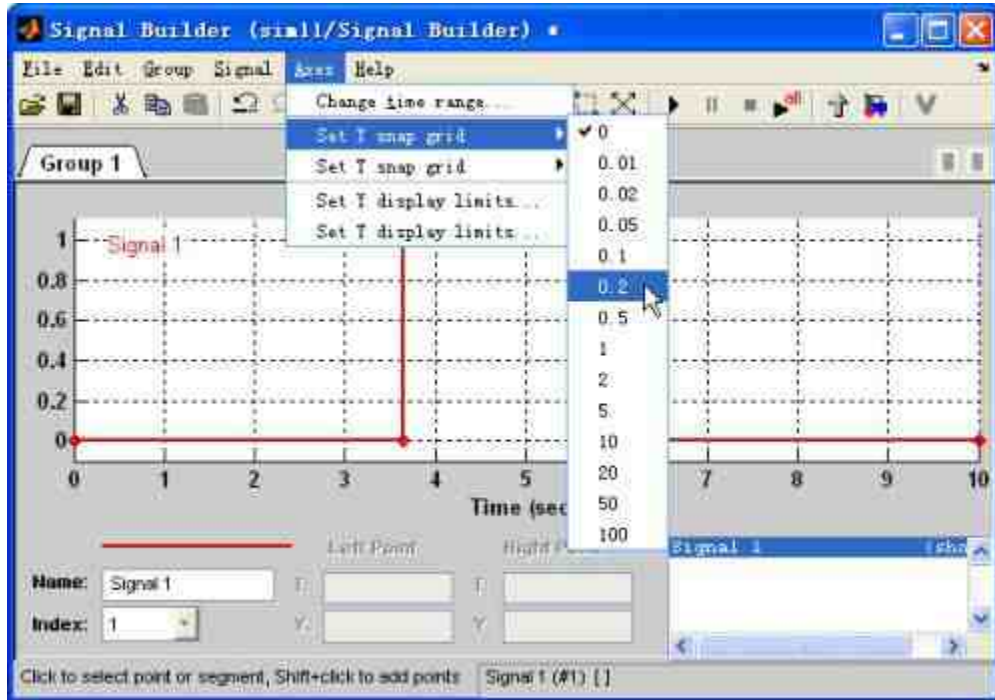 Signal Builder (sim11/Signal Builder) *
File Edit Group Signal Axes Help
all
Change time range...
Set T snap grid
Set Y snap grid
Set T display limits...
Set Y display limits...
0
0.01
0.02
0.05
0.1
0.2
0.5
1
2
5
10
20
50
100
Group 1
Signal 1
1
0.8
0.6
0.4
0.2
0
0 1 2 3 4 5 7 8 9 10
Time (sec
Left Point Right P
Name: Signal 1 T: T:
Index: 1 Y: Y:
Signal 1 (sho
Click to select point or segment, Shift+click to add points Signal 1 (#1) [ ]